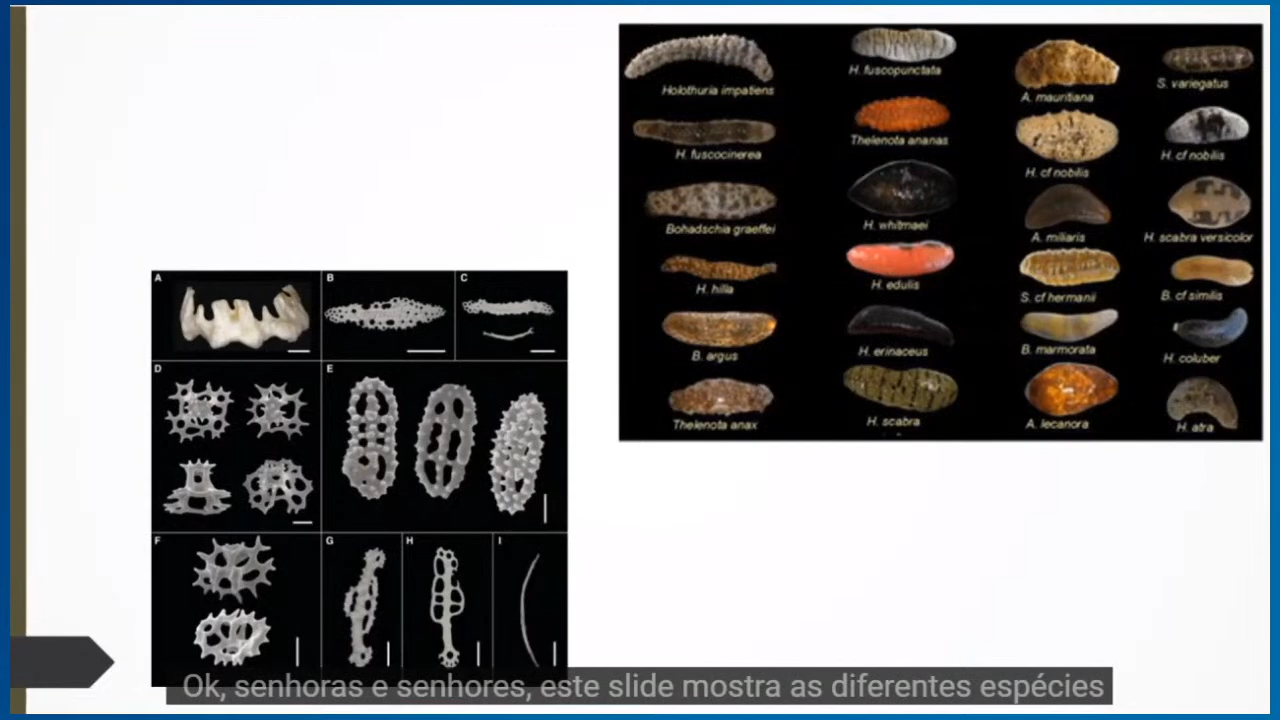 Holothuria impatiens
H. fuscocinerea
Bohadschia graeffei
H. hilla
B. argus
Thelenota anax
H. fuscopunctata
Thelenota ananas
H. whitmaei
H. edulis
H. erinaceus
H. scabra
A. mauritiana
H. cf nobilis
A. miliaris
S. cf hermanii
B. marmorata
A. lecanora
S. variegatus
H. cf nobilis
H. scabra versicolor
B. cf similis
H. coluber
H. atra
A
B
C
D
E
F
G
H
I
Ok, senhoras e senhores, este slide mostra as diferentes espécies